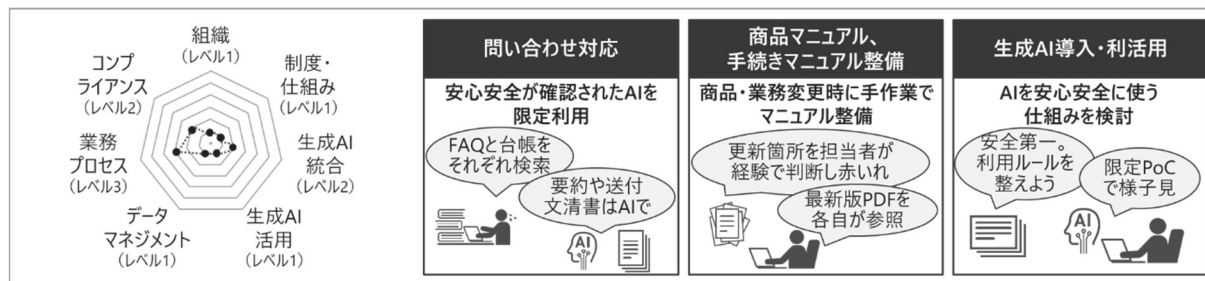 組織
(レベル1)
制度・
仕組み
(レベル1)
生成AI
統合
(レベル2)
生成AI
活用
(レベル1)
データ
マネジメント
(レベル1)
業務
プロセス
(レベル3)
コンプ
ライアンス
(レベル2)
問い合わせ対応
安心安全が確認されたAIを
限定利用
FAQと台帳を
それぞれ検索
要約や送付
文清書はAIで
AI
商品マニュアル、
手続きマニュアル整備
商品・業務変更時に手作業で
マニュアル整備
更新箇所を担当者が
経験で判断し赤いれ
最新版PDFを
各自が参照
生成AI導入・利活用
AIを安心安全に使う
仕組みを検討
安全第一。
利用ルールを
整えよう
限定PoC
で様子見
AI